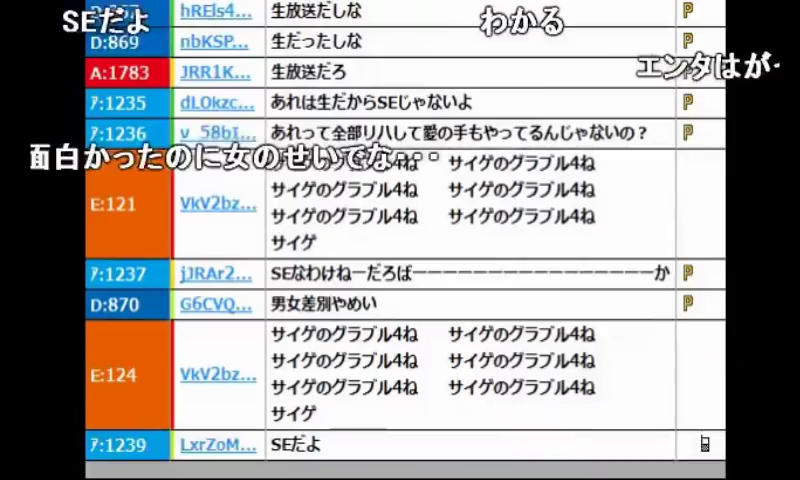 hREIs4... 生放送だしな P
SEだよ
わかる
D:869 nbKSP... 生だったしな P
A:1783 JRR1K... 生放送だろ
エンタはが
ｱ:1235 dLOkzc... あれは生だからSEじゃないよ P
ｱ:1236 v_58bI... あれって全部リハして愛の手もやってるんじゃないの？ P
面白かったのに女のせいでな・・・
サイゲのグラブル4ね
E:121 VkV2bz... サイゲのグラブル4ね サイゲのグラブル4ね
サイゲのグラブル4ね サイゲのグラブル4ね
サイゲ
ｱ:1237 jJRAr2... SEなわけねーだろばーーーーーーーーーーーーーーーーか P
D:870 G6CVQ... 男女差別やめい P
サイゲのグラブル4ね サイゲのグラブル4ね
E:124 VkV2bz... サイゲのグラブル4ね サイゲのグラブル4ね
サイゲのグラブル4ね サイゲのグラブル4ね
サイゲ
ｱ:1239 LxrZoM... SEだよ